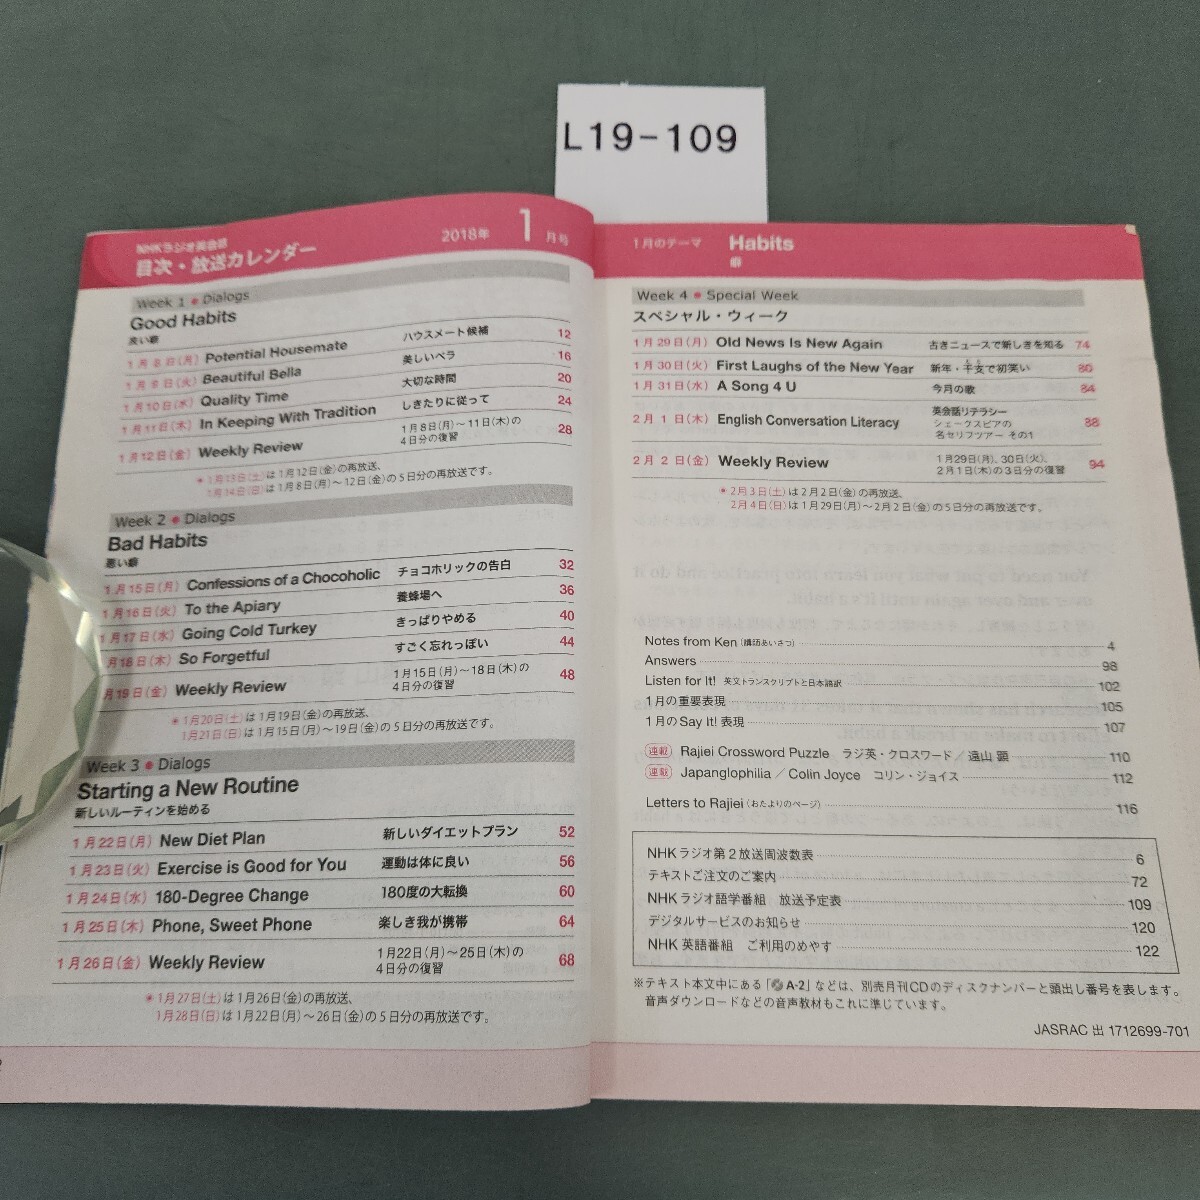 L19-109
NHKラジオ英会話
目次・放送カレンダー
2018年 1月号
Week 1 ● Dialogs
Good Habits
良い癖
1月 8日(月) Potential Housemate ハウスメート候補 12
1月 9日(火) Beautiful Bella 美しいベラ 16
1月10日(水) Quality Time 大切な時間 20
1月11日(木) In Keeping With Tradition しきたりに従って 24
1月12日(金) Weekly Review 1月8日(月)〜11日(木)の 28
4日分の復習
＊1月13日(土)は1月12日(金)の再放送、
1月14日(日)は1月8日(月)〜12日(金)の5日分の再放送です。
Week 2 ● Dialogs
Bad Habits
悪い癖
1月15日(月) Confessions of a Chocoholic チョコホリックの告白 32
1月16日(火) To the Apiary 養蜂場へ 36
1月17日(水) Going Cold Turkey きっぱりやめる 40
月18日(木) So Forgetful すごく忘れっぽい 44
月19日(金) Weekly Review 1月15日(月)〜18日(木)の 48
4日分の復習
＊1月20日(土)は1月19日(金)の再放送、
1月21日(日)は1月15日(月)〜19日(金)の5日分の再放送です。
Week 3 ● Dialogs
Starting a New Routine
新しいルーティンを始める
1月22日(月) New Diet Plan 新しいダイエットプラン 52
1月23日(火) Exercise is Good for You 運動は体に良い 56
1月24日(水) 180-Degree Change 180度の大転換 60
1月25日(木) Phone, Sweet Phone 楽しき我が携帯 64
1月26日(金) Weekly Review 1月22日(月)〜25日(木)の 68
4日分の復習
＊1月27日(土)は1月26日(金)の再放送、
1月28日(日)は1月22日(月)〜26日(金)の5日分の再放送です。
2
1月のテーマ Habits
癖
Week 4 ● Special Week
スペシャル・ウィーク
1月29日(月) Old News Is New Again 古きニュースで新しきを知る 74
1月30日(火) First Laughs of the New Year 新年・干支で初笑い 80
1月31日(水) A Song 4 U 今月の歌 84
2月 1日(木) English Conversation Literacy 英会話リテラシー 88
シェークスピアの
名セリフツアー その1
2月 2日(金) Weekly Review 1月29日(月)、30日(火)、 94
2月1日(木)の3日分の復習
＊2月3日(土)は2月2日(金)の再放送、
2月4日(日)は1月29日(月)〜2月2日(金)の5日分の再放送です。
Notes from Ken (講師あいさつ) 4
Answers 98
Listen for It! 英文トランスクリプトと日本語訳 102
1月の重要表現 105
1月のSay It! 表現 107
連載 Rajiei Crossword Puzzle ラジ英・クロスワード／遠山 顕 110
連載 Japanglophilia／Colin Joyce コリン・ジョイス 112
Letters to Rajiei (おたよりのページ) 116
NHKラジオ第2放送周波数表 6
テキストご注文のご案内 72
NHKラジオ語学番組 放送予定表 109
デジタルサービスのお知らせ 120
NHK英語番組 ご利用のめやす 122
※テキスト本文中にある「A-2」などは、別売月刊CDのディスクナンバーと頭出し番号を表します。
音声ダウンロードなどの音声教材もこれに準じています。
JASRAC 出 1712699-701